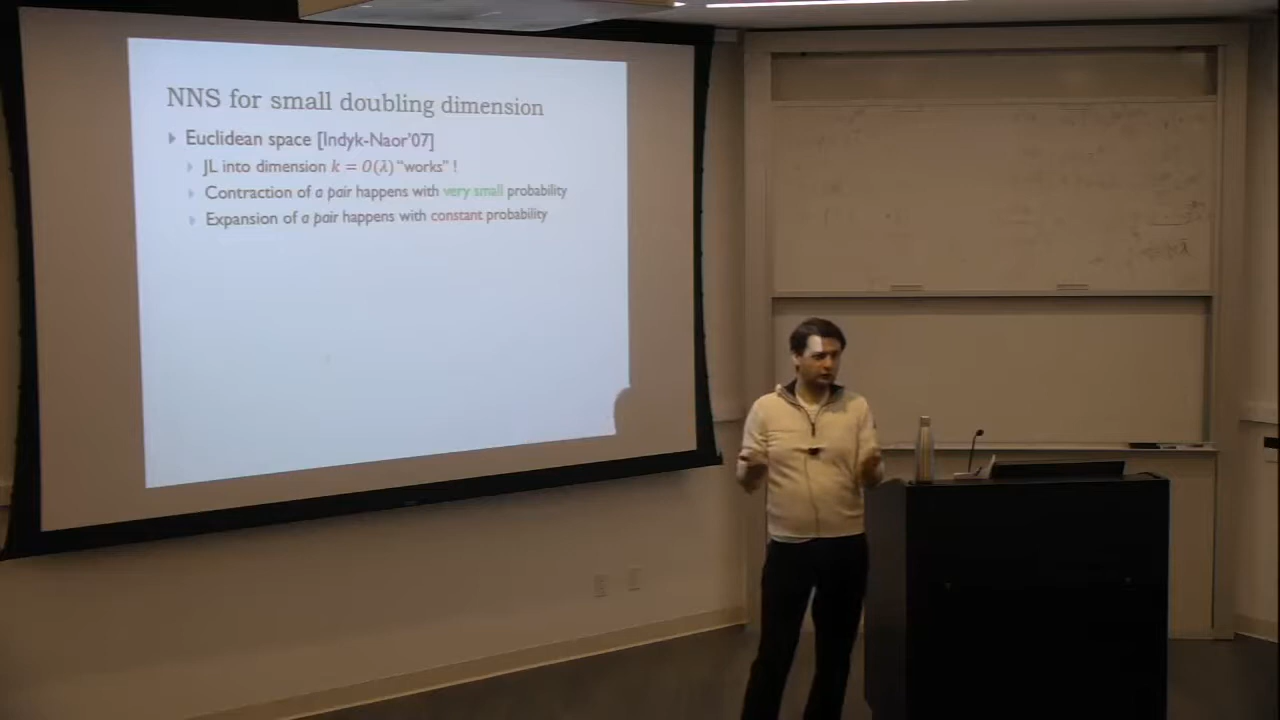 NNS for small doubling dimension
Euclidean space [Indyk-Naor'07]
JL into dimension k = O(λ) "works" !
Contraction of a pair happens with very small probability
Expansion of a pair happens with constant probability